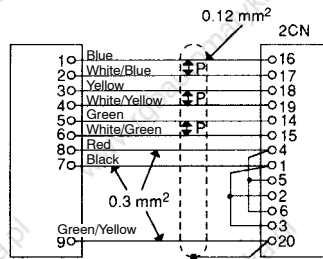 0.12 mm²
2CN
1 Blue 16
2 White/Blue P 17
3 Yellow 18
4 White/Yellow P 19
5 Green 14
6 White/Green P 15
8 Red 4
7 Black 1
5
0.3 mm² 2
6
3
9 Green/Yellow 20